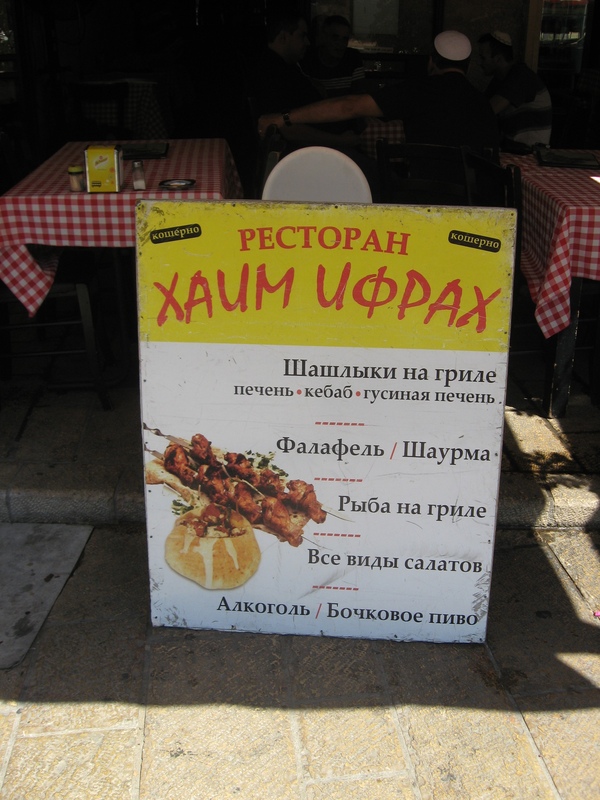 кошерно
РЕСТОРАН
кошерно
ХАИМ ИФРАХ
Шашлыки на гриле
печень • кебаб • гусиная печень
Фалафель / Шаурма
Рыба на гриле
Все виды салатов
Алкоголь / Бочковое пиво